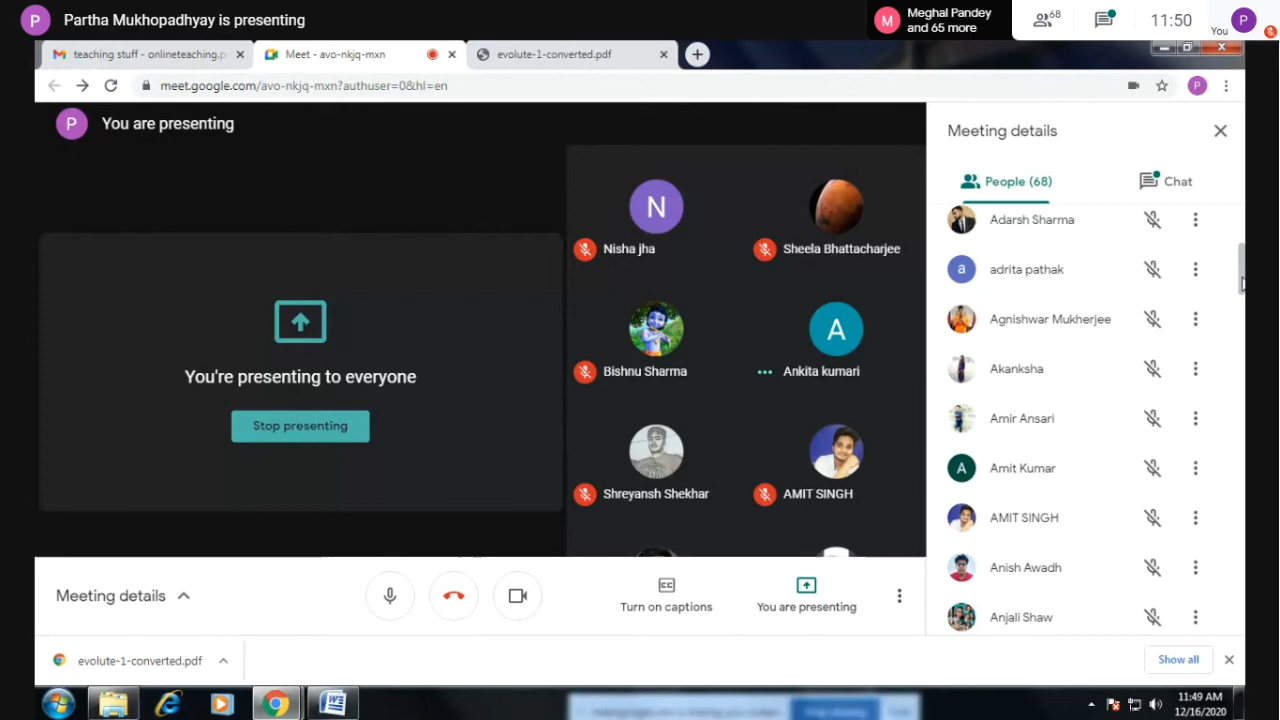 P Partha Mukhopadhyay is presenting
M Meghal Pandey
and 65 more
68
11:50
You P
teaching stuff - onlineteaching.p
Meet - avo-nkjq-mxn
evolute-1-converted.pdf
meet.google.com/avo-nkjq-mxn?authuser=0&hl=en
P
P You are presenting
You're presenting to everyone
Stop presenting
N
Nisha jha
Sheela Bhattacharjee
Bishnu Sharma
A
Ankita kumari
Shreyansh Shekhar
AMIT SINGH
Meeting details
People (68)
Chat
Adarsh Sharma
a adrita pathak
Agnishwar Mukherjee
Akanksha
Amir Ansari
A Amit Kumar
AMIT SINGH
Anish Awadh
Anjali Shaw
Meeting details
CC
Turn on captions
You are presenting
evolute-1-converted.pdf
Show all
W
11:49 AM
12/16/2020